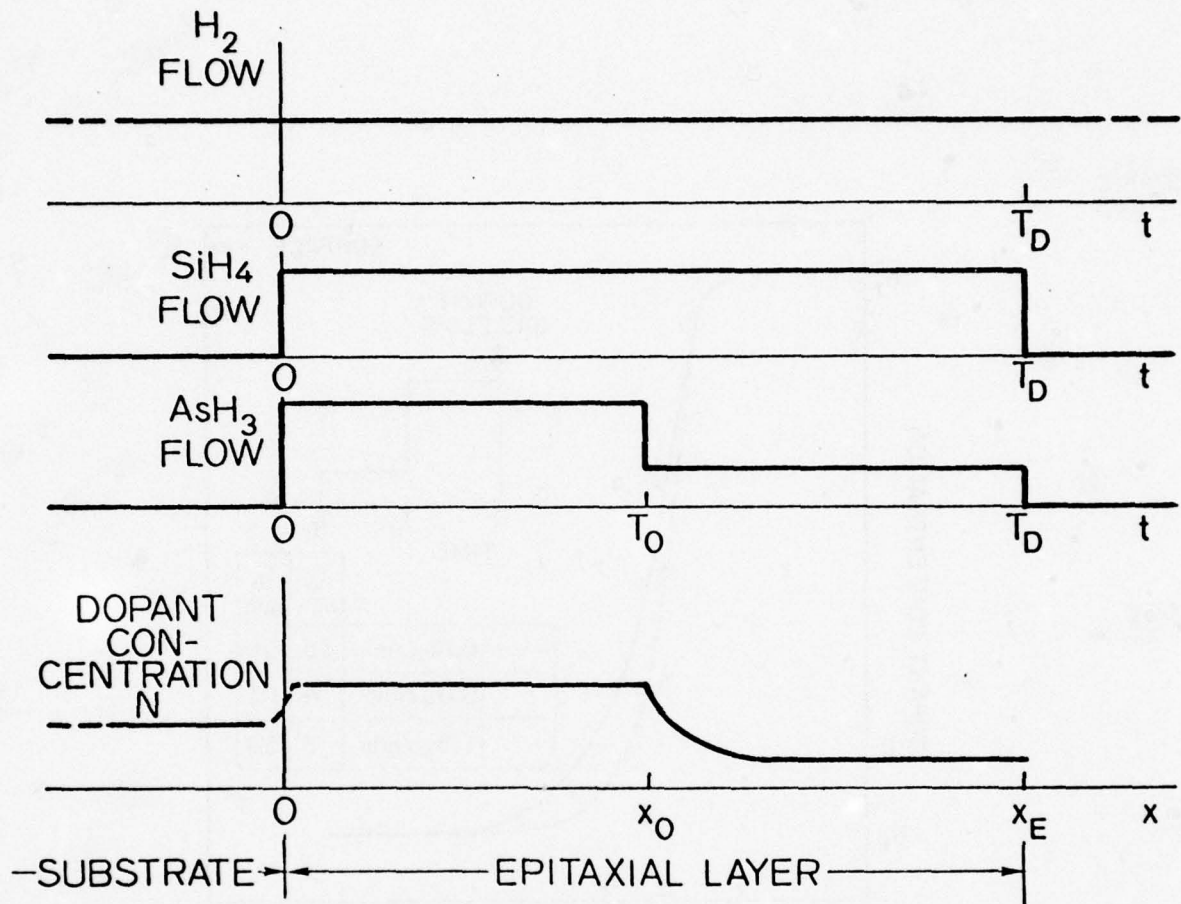 H2
FLOW
0 TD t
SiH4
FLOW
0 TD t
AsH3
FLOW
0 TO TD t
DOPANT
CON-
CENTRATION
N
0 xO xE x
SUBSTRATE EPITAXIAL LAYER